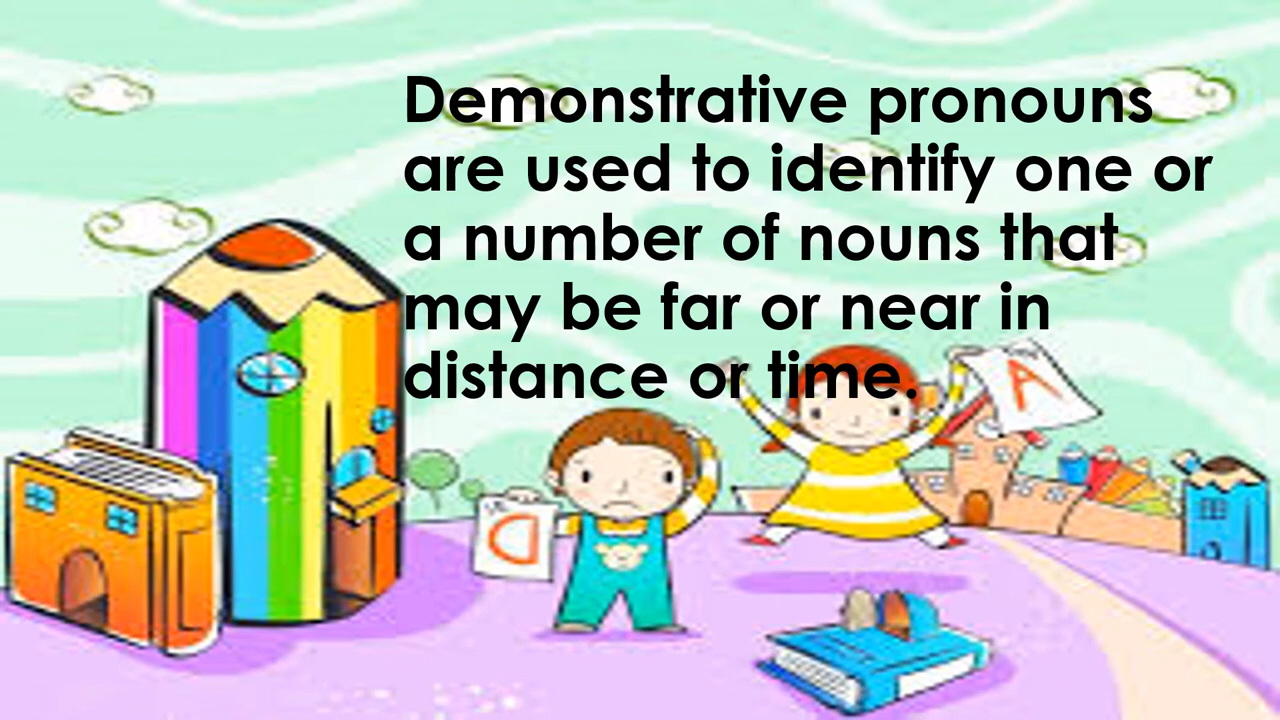 Demonstrative pronouns
are used to identify one or
a number of nouns that
may be far or near in
distance or time.
A
D